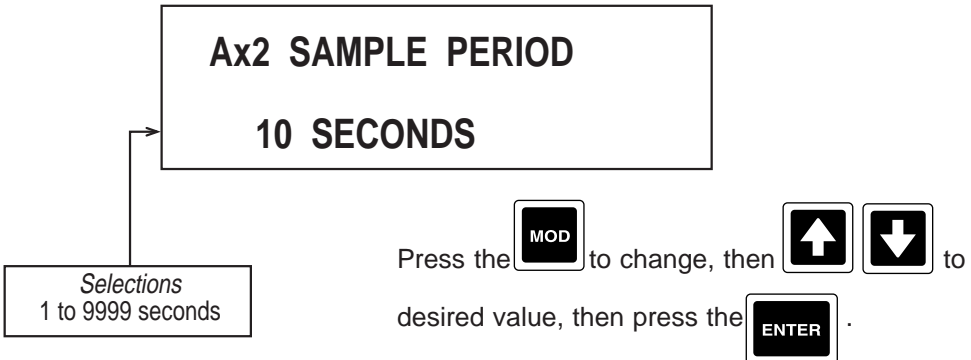 Ax2 SAMPLE PERIOD
10 SECONDS
Selections
1 to 9999 seconds
Press the MOD to change, then to
desired value, then press the ENTER .